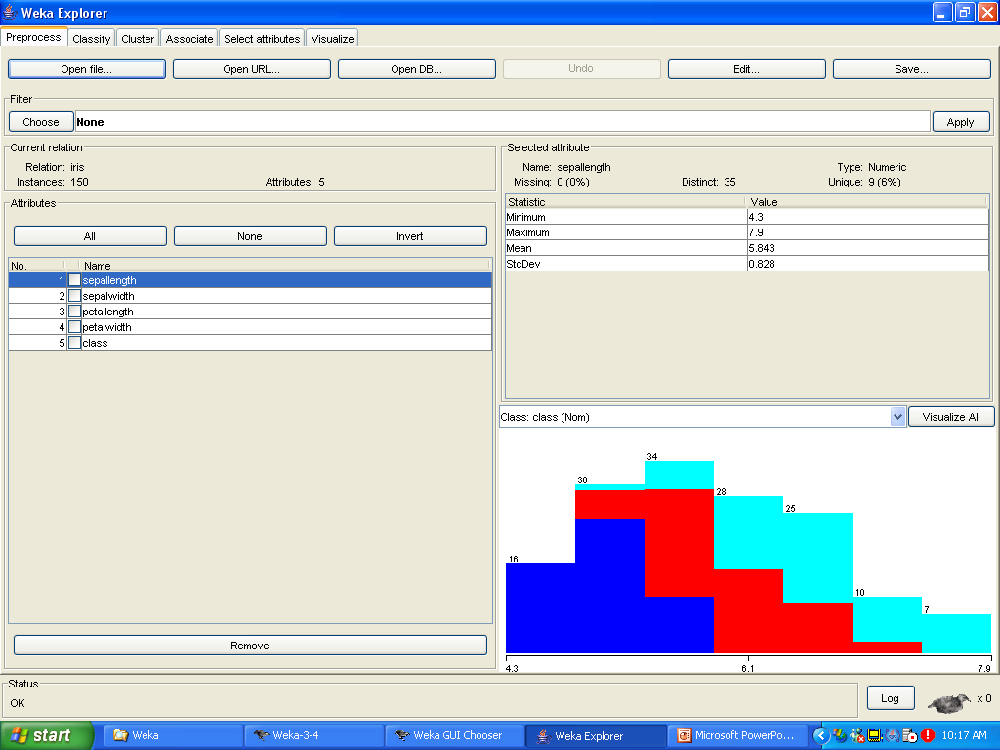 Weka Explorer
Preprocess Classify Cluster Associate Select attributes Visualize
Open file... Open URL... Open DB... Undo Edit... Save...
Filter
Choose None Apply
Current relation
Relation: iris
Instances: 150 Attributes: 5
Attributes
All None Invert
No. Name
1 sepallength
2 sepalwidth
3 petallength
4 petalwidth
5 class
Remove
Selected attribute
Name: sepallength Type: Numeric
Missing: 0 (0%) Distinct: 35 Unique: 9 (6%)
Statistic Value
Minimum 4.3
Maximum 7.9
Mean 5.843
StdDev 0.828
Class: class (Nom) Visualize All
34
30
28
25
16
10
7
4.3 6.1 7.9
Status
OK
Log x 0
start Weka Weka-3-4 Weka GUI Chooser Weka Explorer Microsoft PowerPo... 10:17 AM